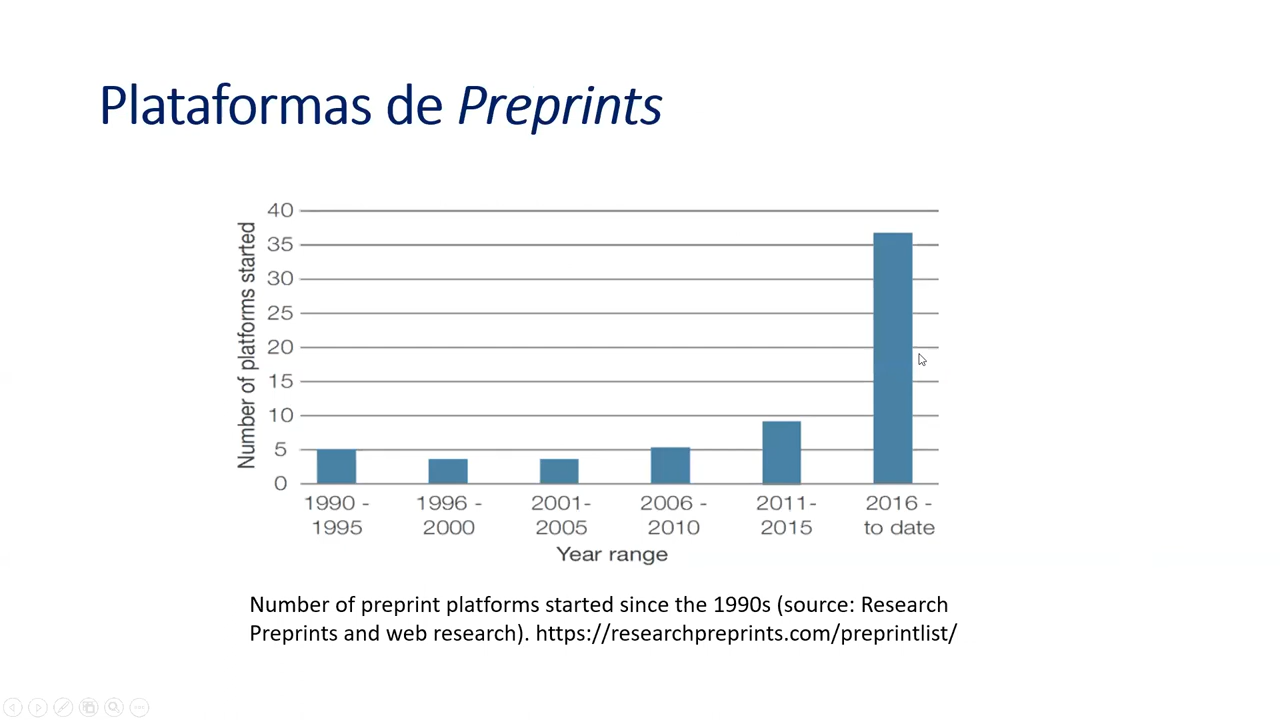 Plataformas de Preprints
Number of platforms started
40
35
30
25
20
15
10
5
0
1990 - 1996 - 2001- 2006 - 2011- 2016 -
1995 2000 2005 2010 2015 to date
Year range
Number of preprint platforms started since the 1990s (source: Research
Preprints and web research). https://researchpreprints.com/preprintlist/